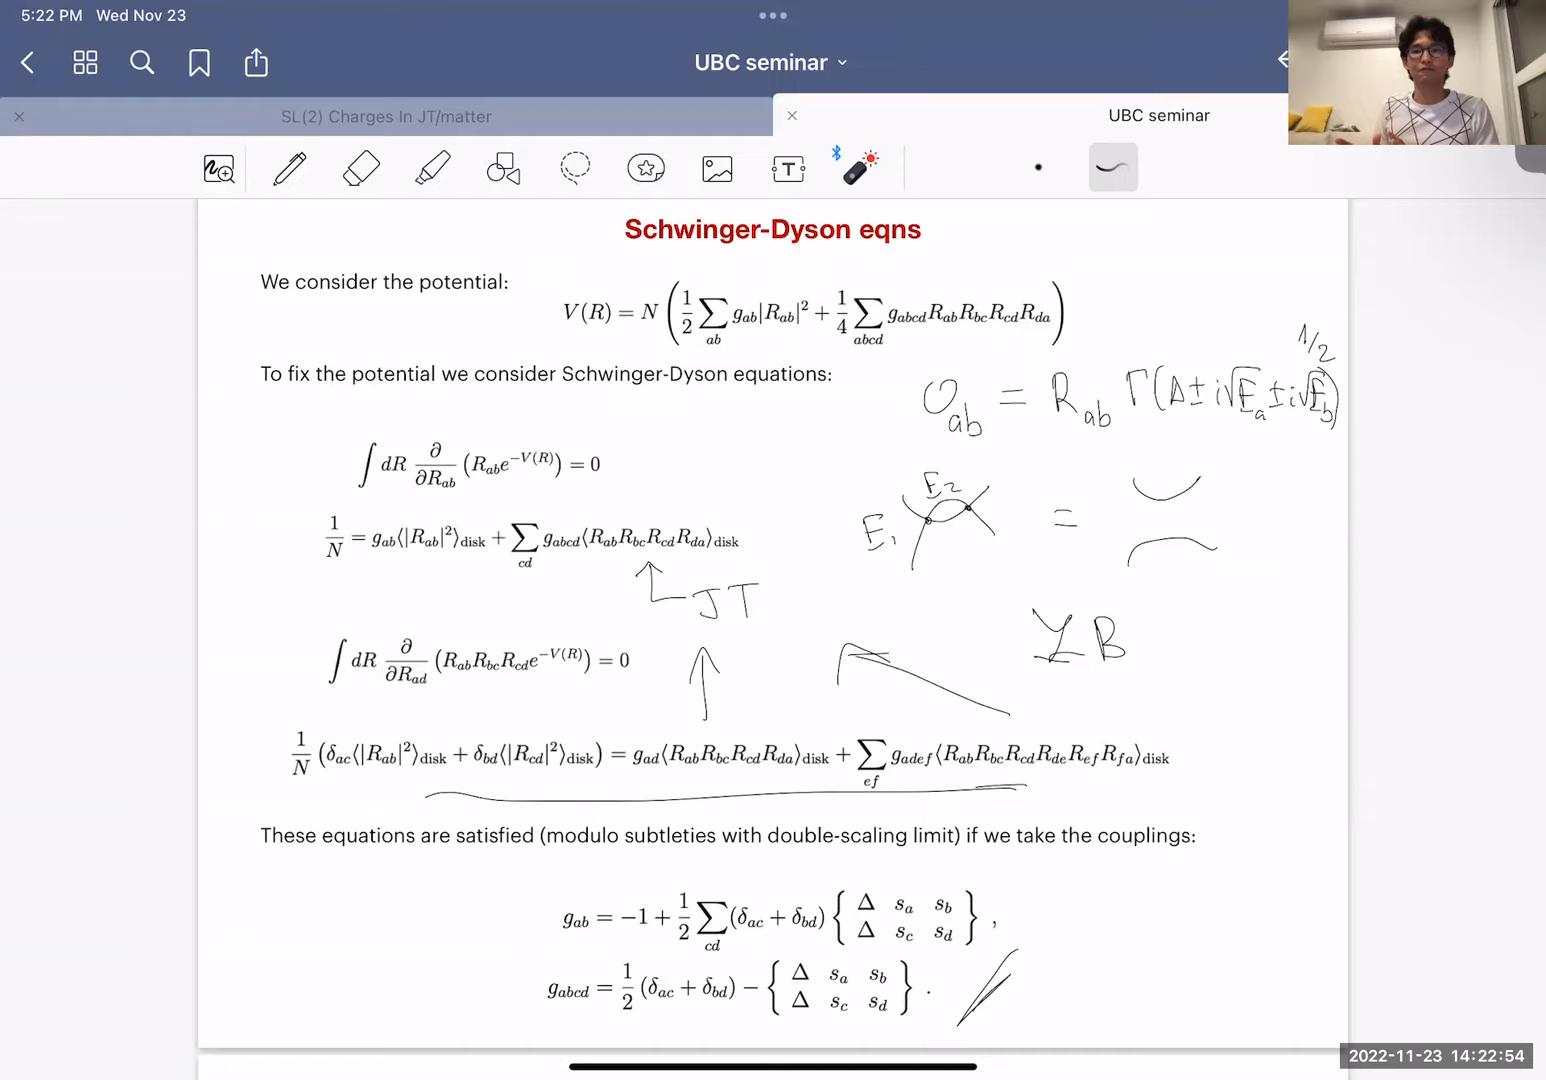 5:22 PM Wed Nov 23
UBC seminar
SL(2) Charges In JT/matter
UBC seminar
T
Schwinger-Dyson eqns
We consider the potential:
V(R) = N ( 1/2 ∑_{ab} g_{ab}|R_{ab}|² + 1/4 ∑_{abcd} g_{abcd}R_{ab}R_{bc}R_{cd}R_{da} )
To fix the potential we consider Schwinger-Dyson equations:
1/2
O_{ab} = R_{ab} Γ(Δ ± i√E_a ± i√E_b)
∫ dR ∂/∂R_{ab} (R_{ab}e^{-V(R)}) = 0
E_2
E_1 =
1/N = g_{ab}⟨|R_{ab}|²⟩_{disk} + ∑_{cd} g_{abcd}⟨R_{ab}R_{bc}R_{cd}R_{da}⟩_{disk}
JT
YB
∫ dR ∂/∂R_{ad} (R_{ab}R_{bc}R_{cd}e^{-V(R)}) = 0
1/N (δ_{ac}⟨|R_{ab}|²⟩_{disk} + δ_{bd}⟨|R_{cd}|²⟩_{disk}) = g_{ad}⟨R_{ab}R_{bc}R_{cd}R_{da}⟩_{disk} + ∑_{ef} g_{adef}⟨R_{ab}R_{bc}R_{cd}R_{de}R_{ef}R_{fa}⟩_{disk}
These equations are satisfied (modulo subtleties with double-scaling limit) if we take the couplings:
g_{ab} = −1 + 1/2 ∑_{cd} (δ_{ac} + δ_{bd}) { Δ s_a s_b ; Δ s_c s_d } ,
g_{abcd} = 1/2 (δ_{ac} + δ_{bd}) − { Δ s_a s_b ; Δ s_c s_d } .
2022-11-23 14:22:54